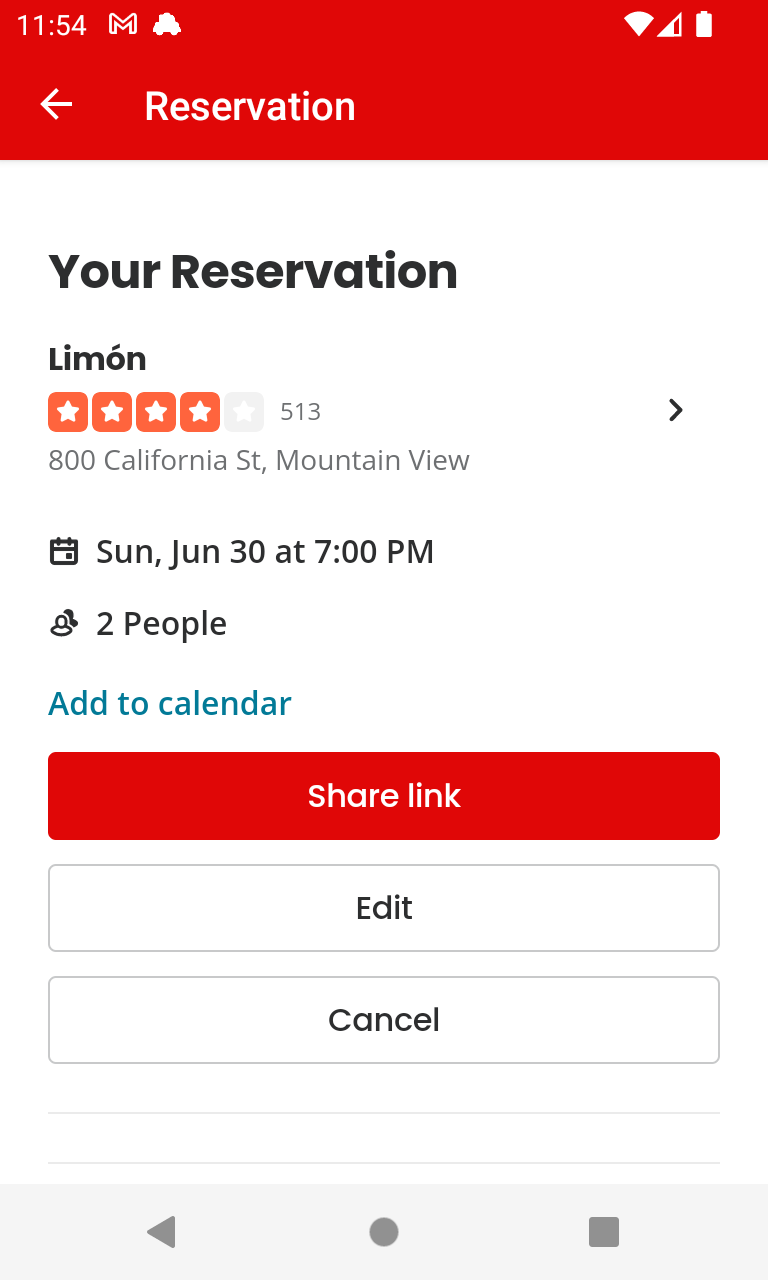 11:54
Reservation
Your Reservation
Limón
513
800 California St, Mountain View
Sun, Jun 30 at 7:00 PM
2 People
Add to calendar
Share link
Edit
Cancel